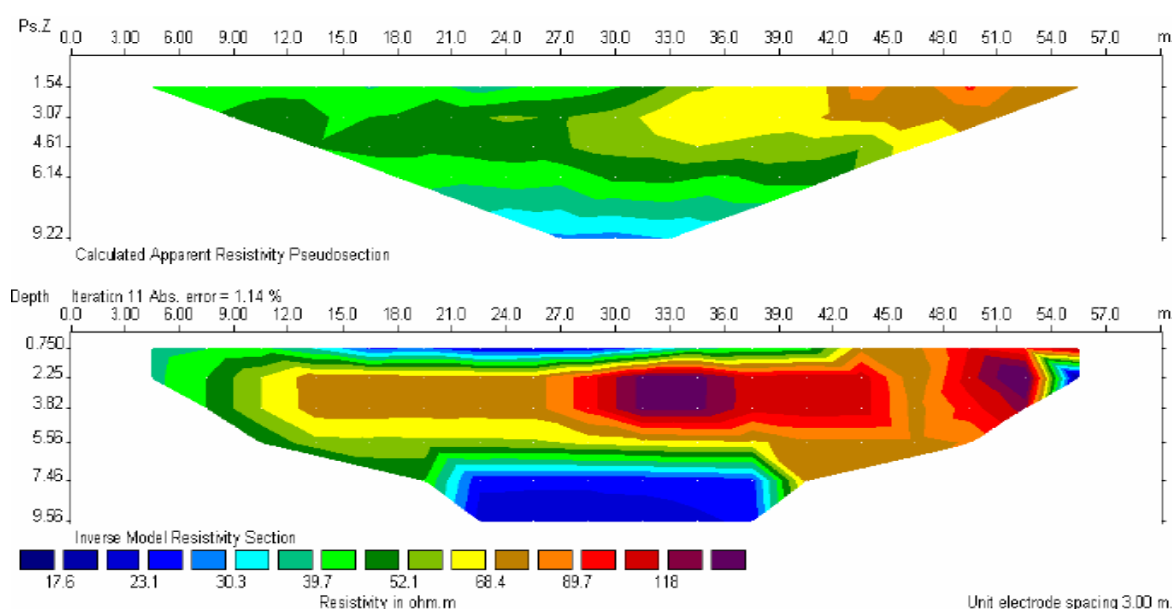 Ps.Z
0.0 3.00 6.00 9.00 12.0 15.0 18.0 21.0 24.0 27.0 30.0 33.0 36.0 39.0 42.0 45.0 48.0 51.0 54.0 57.0 m.
1.54
3.07
4.61
6.14
9.22
Calculated Apparent Resistivity Pseudosection
Depth Iteration 11 Abs. error = 1.14 %
0.0 3.00 6.00 9.00 12.0 15.0 18.0 21.0 24.0 27.0 30.0 33.0 36.0 39.0 42.0 45.0 48.0 51.0 54.0 57.0 m.
0.750
2.25
3.82
5.56
7.46
9.56
Inverse Model Resistivity Section
17.6 23.1 30.3 39.7 52.1 68.4 89.7 118
Resistivity in ohm.m Unit electrode spacing 3.00 m.